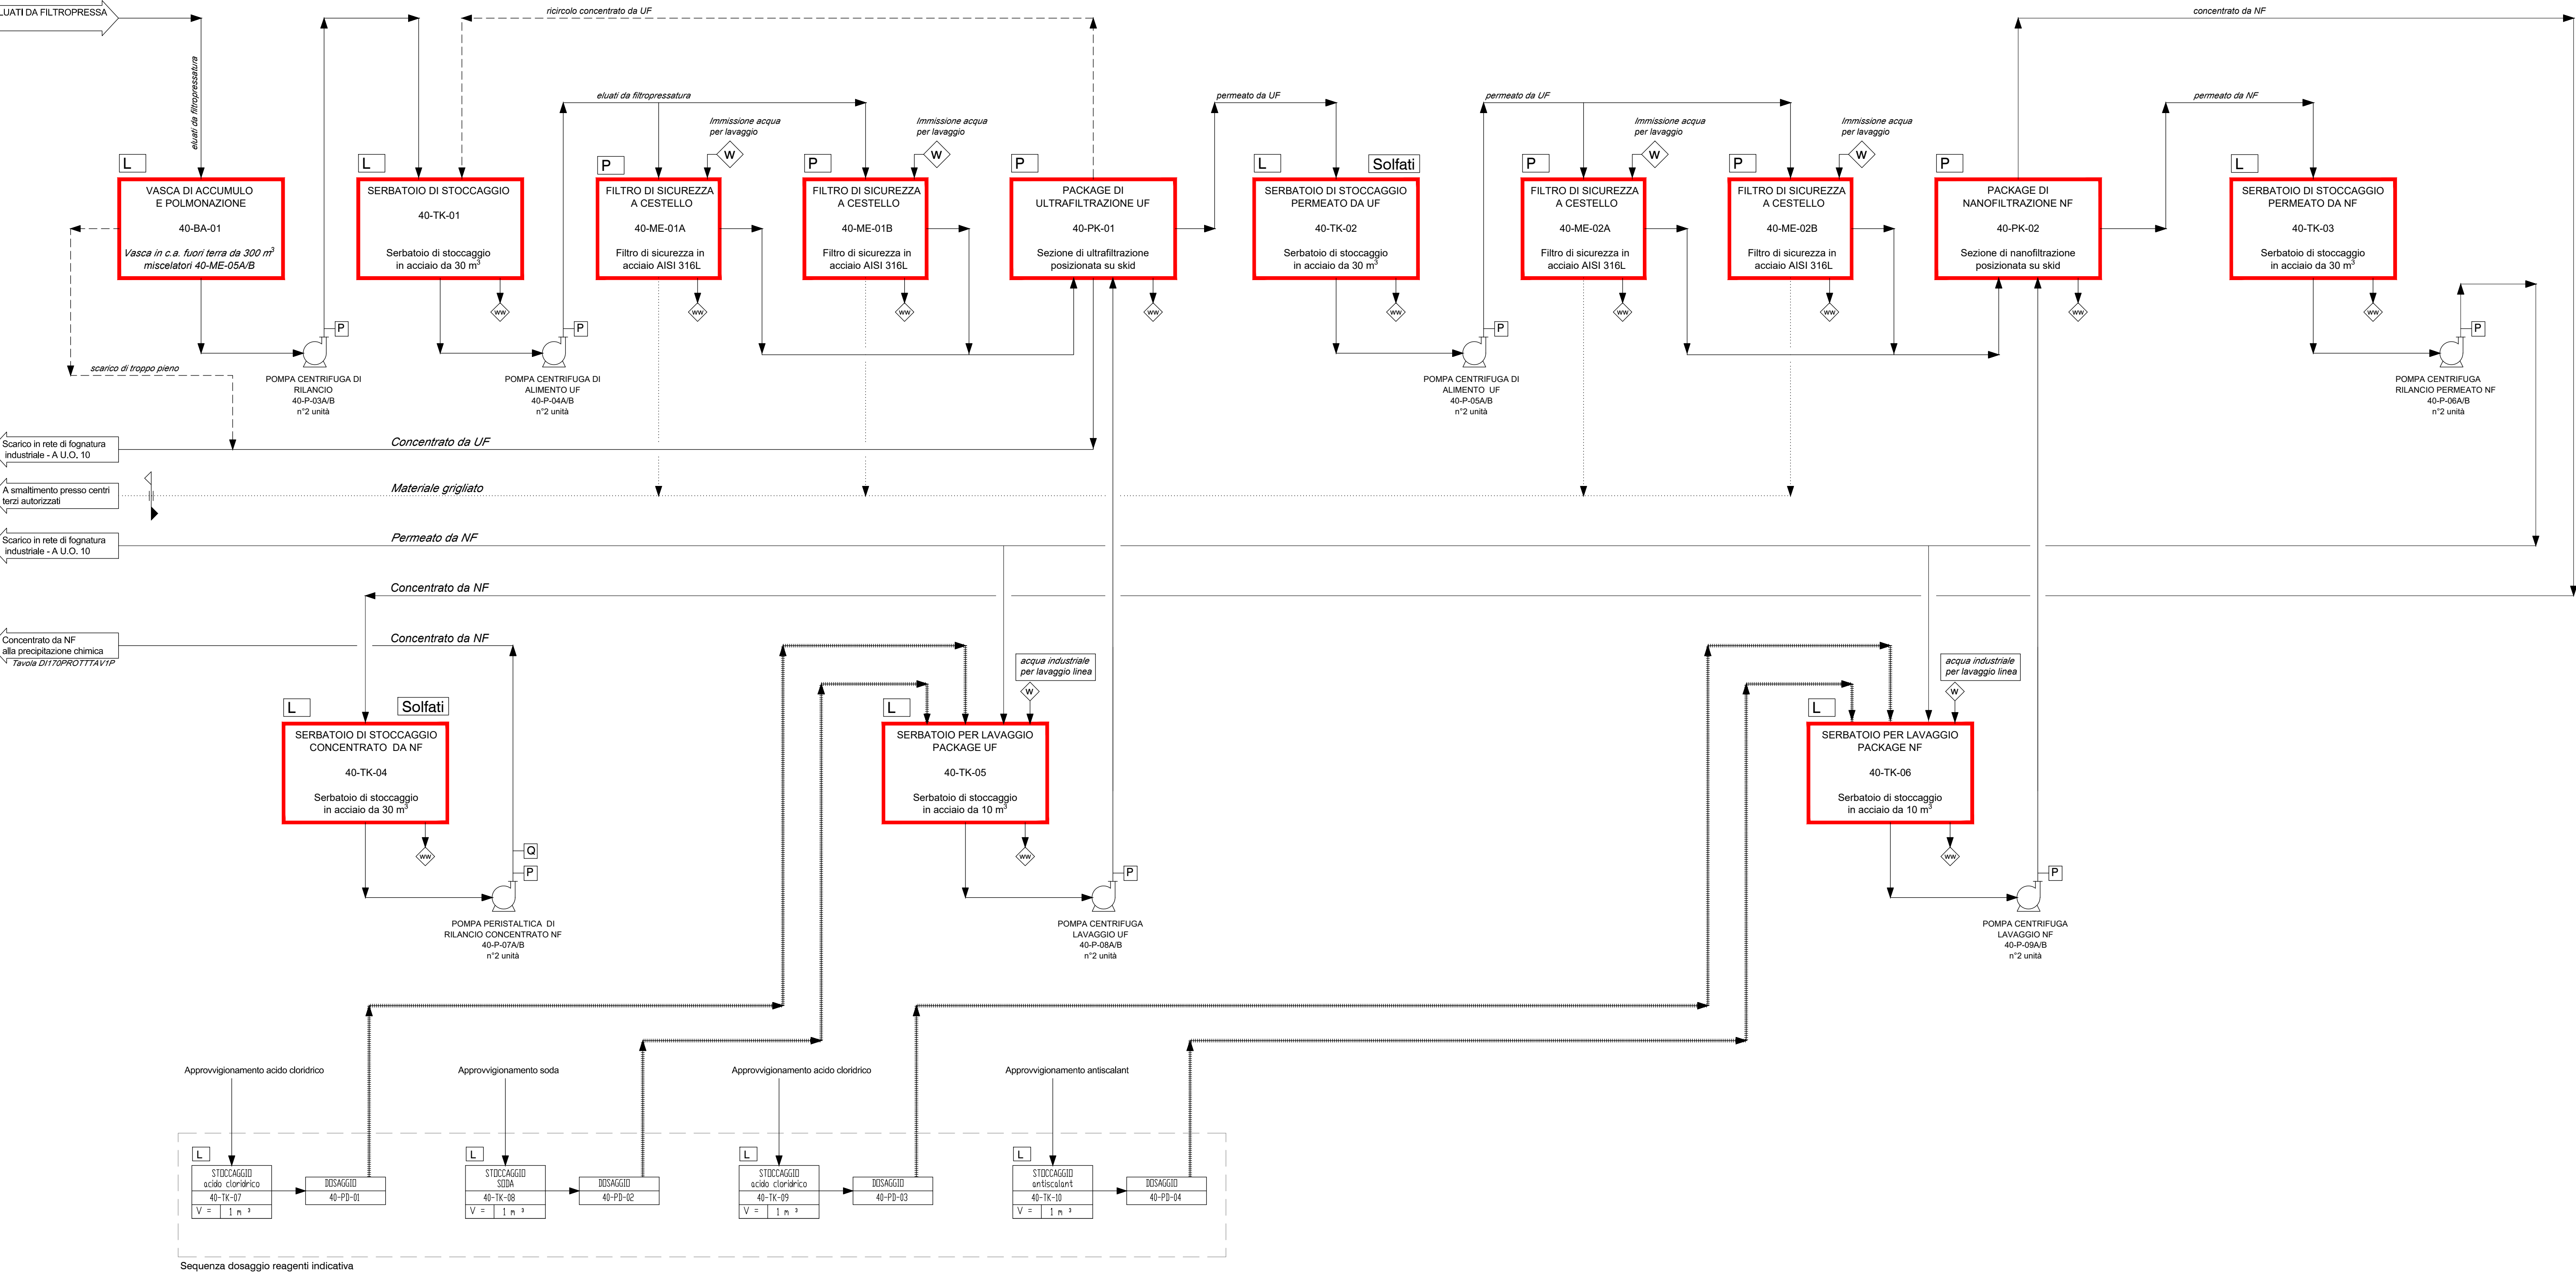 LUATI DA FILTROPRESSA
ricircolo concentrato da UF
concentrato da NF
eluati da filtropressatura
eluati da filtropressatura
permeato da UF
permeato da UF
permeato da NF
Immissione acqua
per lavaggio
W
Immissione acqua
per lavaggio
W
Immissione acqua
per lavaggio
W
Immissione acqua
per lavaggio
W
L
VASCA DI ACCUMULO
E POLMONAZIONE
40-BA-01
Vasca in c.a. fuori terra da 300 m³
miscelatori 40-ME-05A/B
L
SERBATOIO DI STOCCAGGIO
40-TK-01
Serbatoio di stoccaggio
in acciaio da 30 m³
WW
P
FILTRO DI SICUREZZA
A CESTELLO
40-ME-01A
Filtro di sicurezza in
acciaio AISI 316L
WW
P
FILTRO DI SICUREZZA
A CESTELLO
40-ME-01B
Filtro di sicurezza in
acciaio AISI 316L
WW
P
PACKAGE DI
ULTRAFILTRAZIONE UF
40-PK-01
Sezione di ultrafiltrazione
posizionata su skid
WW
L
Solfati
SERBATOIO DI STOCCAGGIO
PERMEATO DA UF
40-TK-02
Serbatoio di stoccaggio
in acciaio da 30 m³
WW
P
FILTRO DI SICUREZZA
A CESTELLO
40-ME-02A
Filtro di sicurezza in
acciaio AISI 316L
WW
P
FILTRO DI SICUREZZA
A CESTELLO
40-ME-02B
Filtro di sicurezza in
acciaio AISI 316L
WW
P
PACKAGE DI
NANOFILTRAZIONE NF
40-PK-02
Sezione di nanofiltrazione
posizionata su skid
WW
L
SERBATOIO DI STOCCAGGIO
PERMEATO DA NF
40-TK-03
Serbatoio di stoccaggio
in acciaio da 30 m³
WW
scarico di troppo pieno
P
POMPA CENTRIFUGA DI
RILANCIO
40-P-03A/B
n°2 unità
P
POMPA CENTRIFUGA DI
ALIMENTO UF
40-P-04A/B
n°2 unità
P
POMPA CENTRIFUGA DI
ALIMENTO UF
40-P-05A/B
n°2 unità
P
POMPA CENTRIFUGA
RILANCIO PERMEATO NF
40-P-06A/B
n°2 unità
Scarico in rete di fognatura
industriale - A U.O. 10
Concentrato da UF
A smaltimento presso centri
terzi autorizzati
Materiale grigliato
Scarico in rete di fognatura
industriale - A U.O. 10
Permeato da NF
Concentrato da NF
Concentrato da NF
alla precipitazione chimica
Tavola DI170PROTTTAV1P
Concentrato da NF
L
Solfati
SERBATOIO DI STOCCAGGIO
CONCENTRATO DA NF
40-TK-04
Serbatoio di stoccaggio
in acciaio da 30 m³
WW
Q
P
POMPA PERISTALTICA DI
RILANCIO CONCENTRATO NF
40-P-07A/B
n°2 unità
acqua industriale
per lavaggio linea
W
L
SERBATOIO PER LAVAGGIO
PACKAGE UF
40-TK-05
Serbatoio di stoccaggio
in acciaio da 10 m³
WW
P
POMPA CENTRIFUGA
LAVAGGIO UF
40-P-08A/B
n°2 unità
acqua industriale
per lavaggio linea
W
L
SERBATOIO PER LAVAGGIO
PACKAGE NF
40-TK-06
Serbatoio di stoccaggio
in acciaio da 10 m³
WW
P
POMPA CENTRIFUGA
LAVAGGIO NF
40-P-09A/B
n°2 unità
Approvvigionamento acido cloridrico
Approvvigionamento soda
Approvvigionamento acido cloridrico
Approvvigionamento antiscalant
L
STOCCAGGIO
acido cloridrico
40-TK-07
V = 1 m ³
DOSAGGIO
40-PD-01
L
STOCCAGGIO
SODA
40-TK-08
V = 1 m ³
DOSAGGIO
40-PD-02
L
STOCCAGGIO
acido cloridrico
40-TK-09
V = 1 m ³
DOSAGGIO
40-PD-03
L
STOCCAGGIO
antiscalant
40-TK-10
V = 1 m ³
DOSAGGIO
40-PD-04
Sequenza dosaggio reagenti indicativa